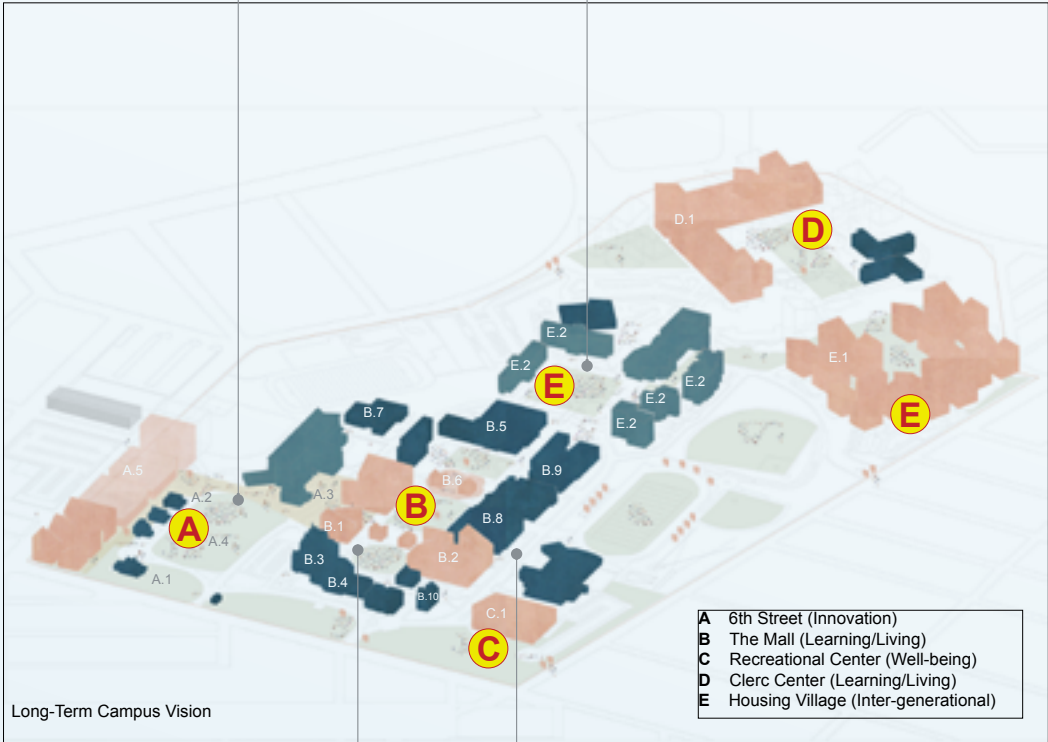 D.1
D
E.1
E
E.2
E.2
E.2
E.2
E.2
E
B.7
B.5
B.9
B.6
B.8
B
A.5
A.2
A.3
A
A.4
A.1
B.1
B.2
B.3
B.4
B.10
C.1
C
A 6th Street (Innovation)
B The Mall (Learning/Living)
C Recreational Center (Well-being)
D Clerc Center (Learning/Living)
E Housing Village (Inter-generational)
Long-Term Campus Vision